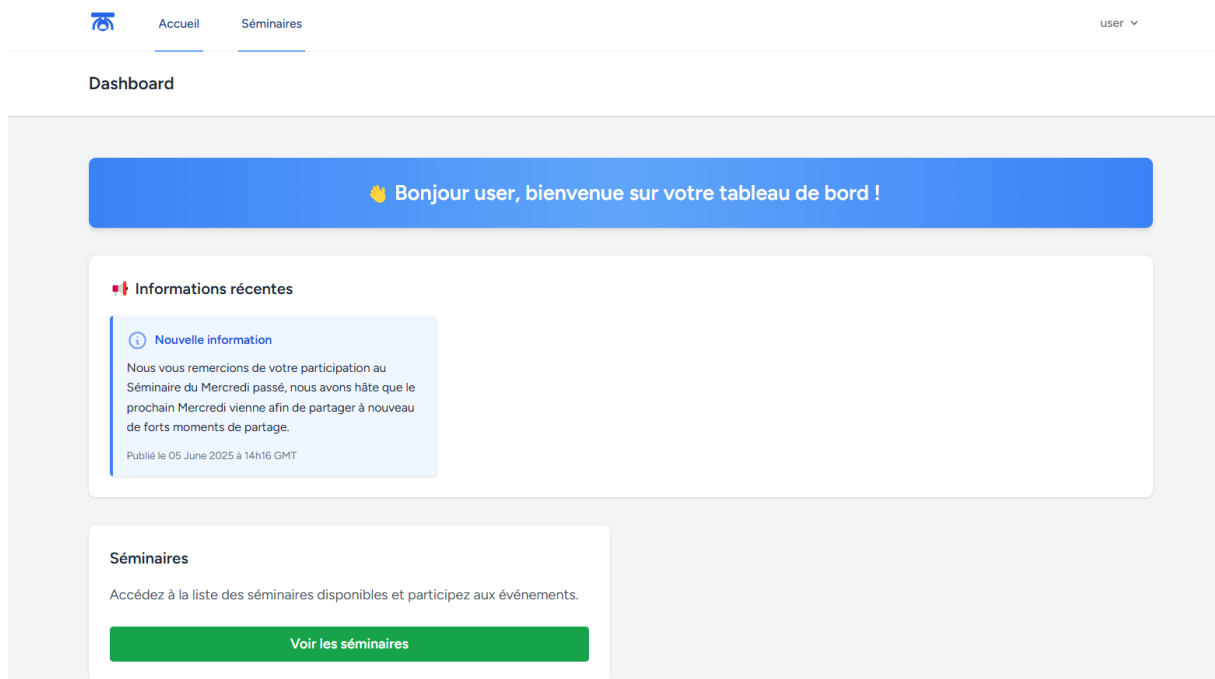 Accueil
Séminaires
user
Dashboard
Bonjour user, bienvenue sur votre tableau de bord !
Informations récentes
Nouvelle information
Nous vous remercions de votre participation au
Séminaire du Mercredi passé, nous avons hâte que le
prochain Mercredi vienne afin de partager à nouveau
de forts moments de partage.
Publié le 05 June 2025 à 14h16 GMT
Séminaires
Accédez à la liste des séminaires disponibles et participez aux événements.
Voir les séminaires